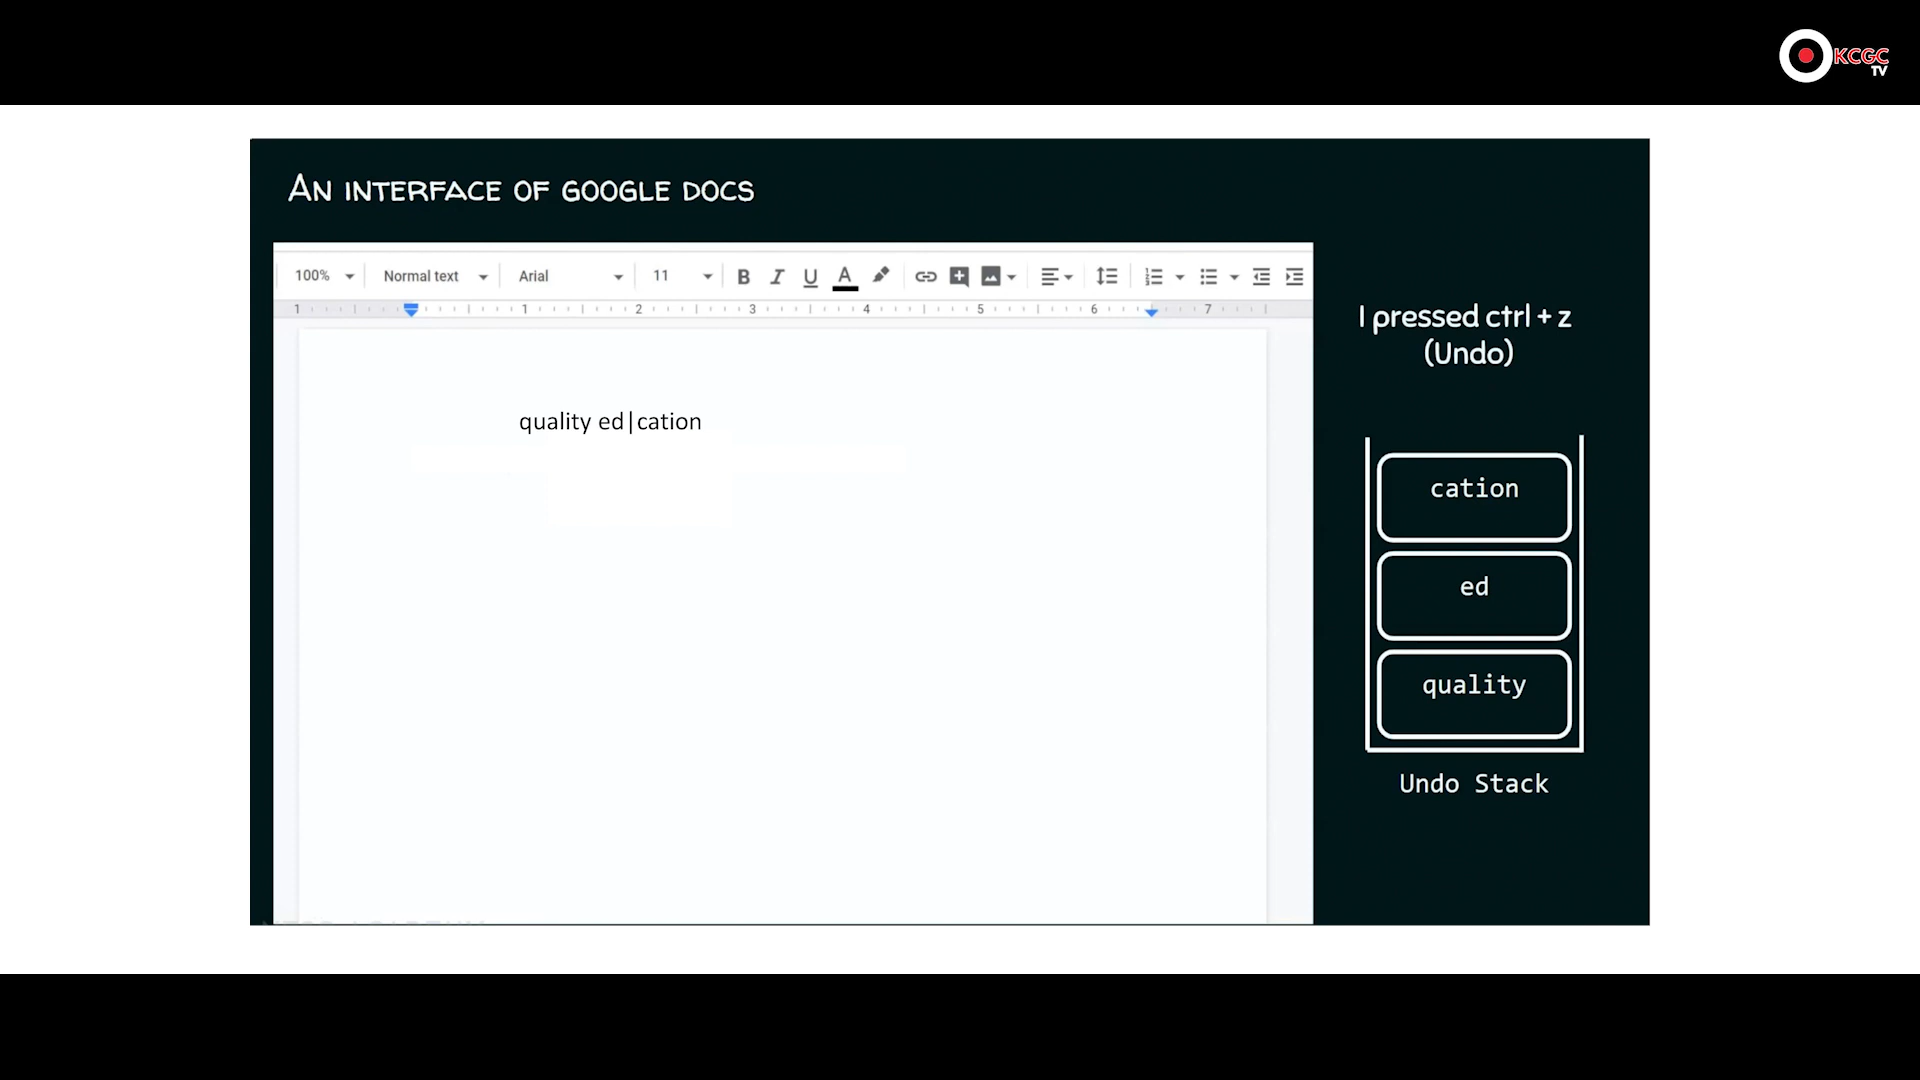 KCGC
TV
AN INTERFACE OF GOOGLE DOCS
100% Normal text Arial 11 B I U A
1 1 2 3 4 5 6 7
I pressed ctrl + z
(Undo)
quality ed|cation
cation
ed
quality
Undo Stack